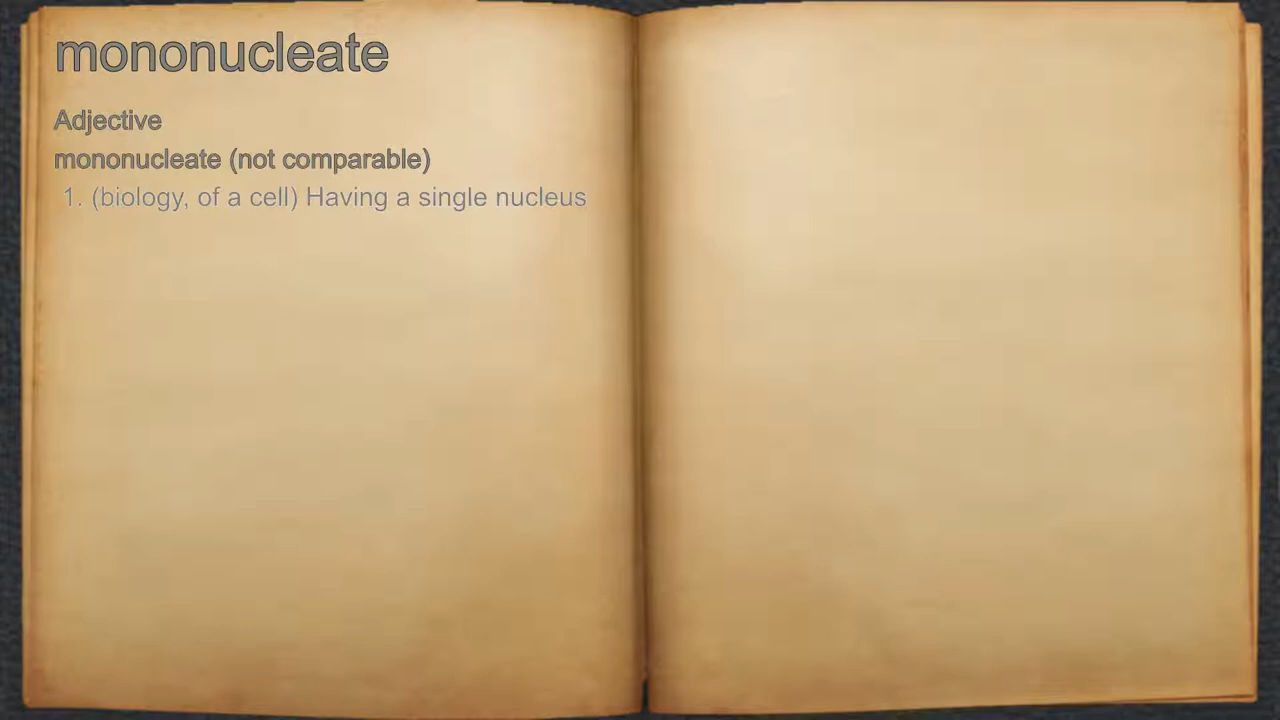 mononucleate
Adjective
mononucleate (not comparable)
1. (biology, of a cell) Having a single nucleus